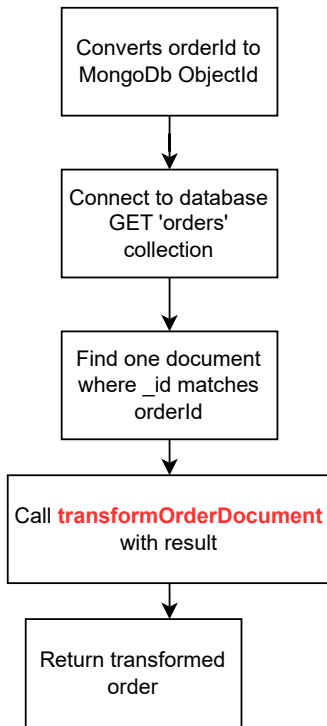 Converts orderId to
MongoDb ObjectId
Connect to database
GET 'orders'
collection
Find one document
where _id matches
orderId
Call transformOrderDocument
with result
Return transformed
order